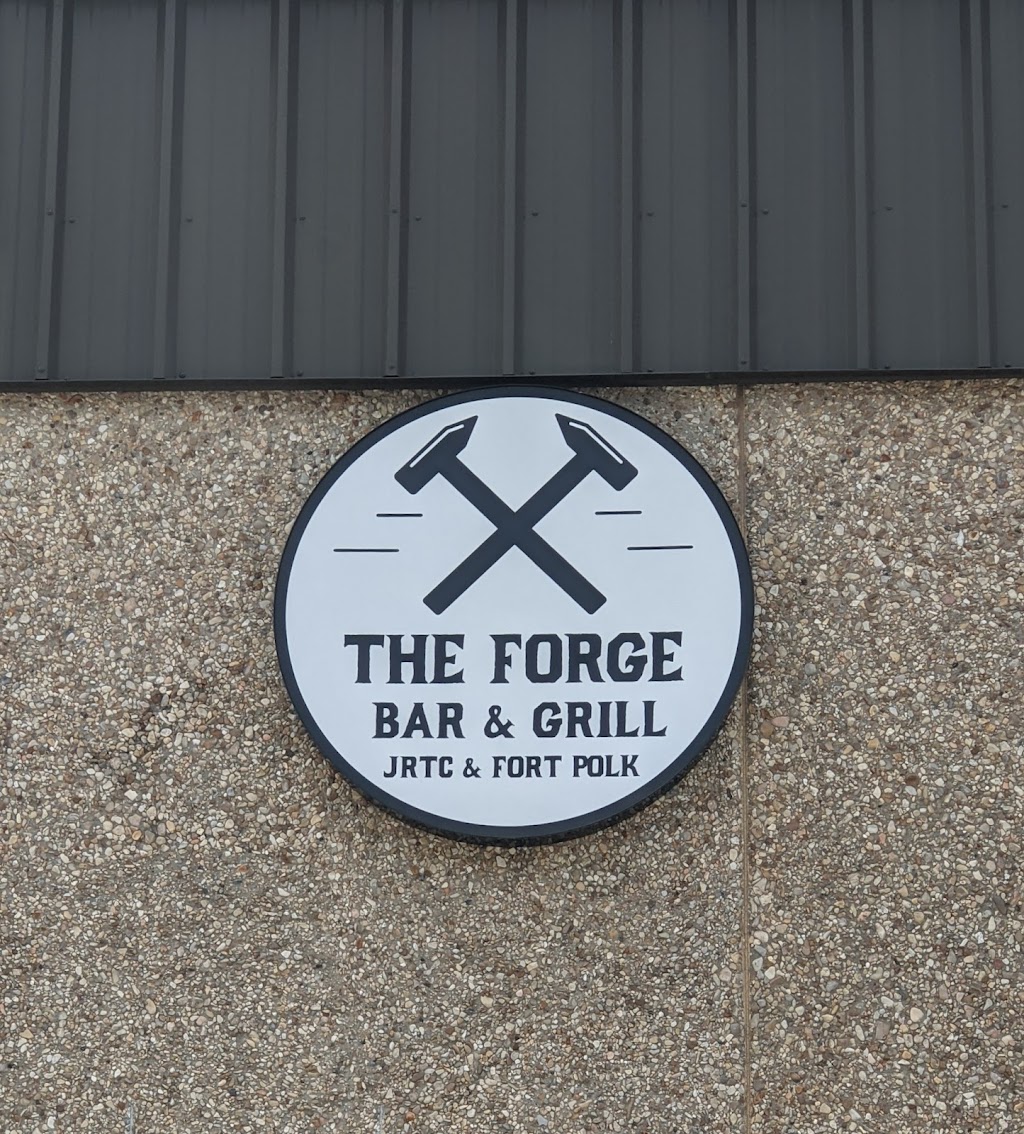 THE FORGE
BAR & GRILL
JRTC & FORT POLK